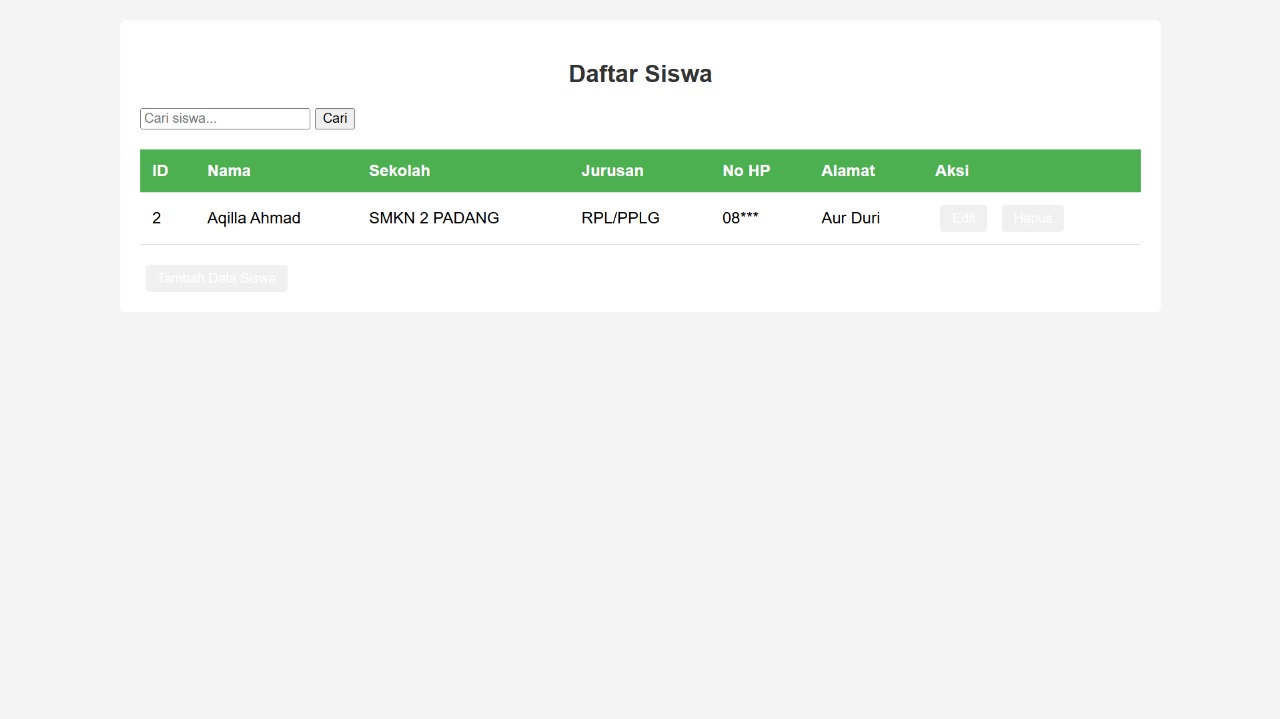 Daftar Siswa
Cari siswa... Cari
ID Nama Sekolah Jurusan No HP Alamat Aksi
2 Aqilla Ahmad SMKN 2 PADANG RPL/PPLG 08*** Aur Duri Edit Hapus
Tambah Data Siswa